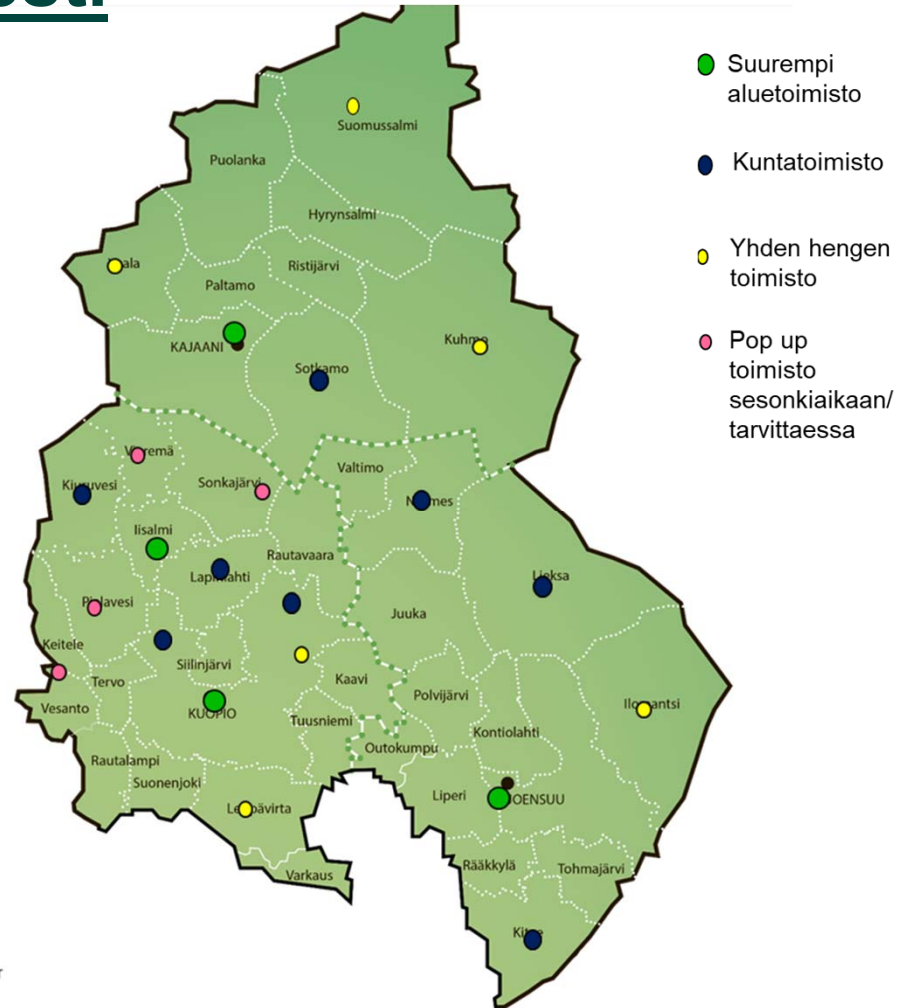 Suurempi
aluetoimisto
Kuntatoimisto
Yhden hengen
toimisto
Pop up
toimisto
sesonkiaikaan/
tarvittaessa
Suomussalmi
Puolanka
Hyrynsalmi
Ristijärvi
Paltamo
KAJAANI
Kuhmo
Sotkamo
Valtimo
Sonkajärvi
Iisalmi
Rautavaara
Lieksa
Juuka
Keitele
Siilinjärvi
Tervo
Kaavi
Polvijärvi
Vesanto
KUOPIO
Tuusniemi
Kontiolahti
Outokumpu
Rautalampi
Suonenjoki
Liperi
OENSUU
Rääkkylä
Tohmajärvi
Varkaus